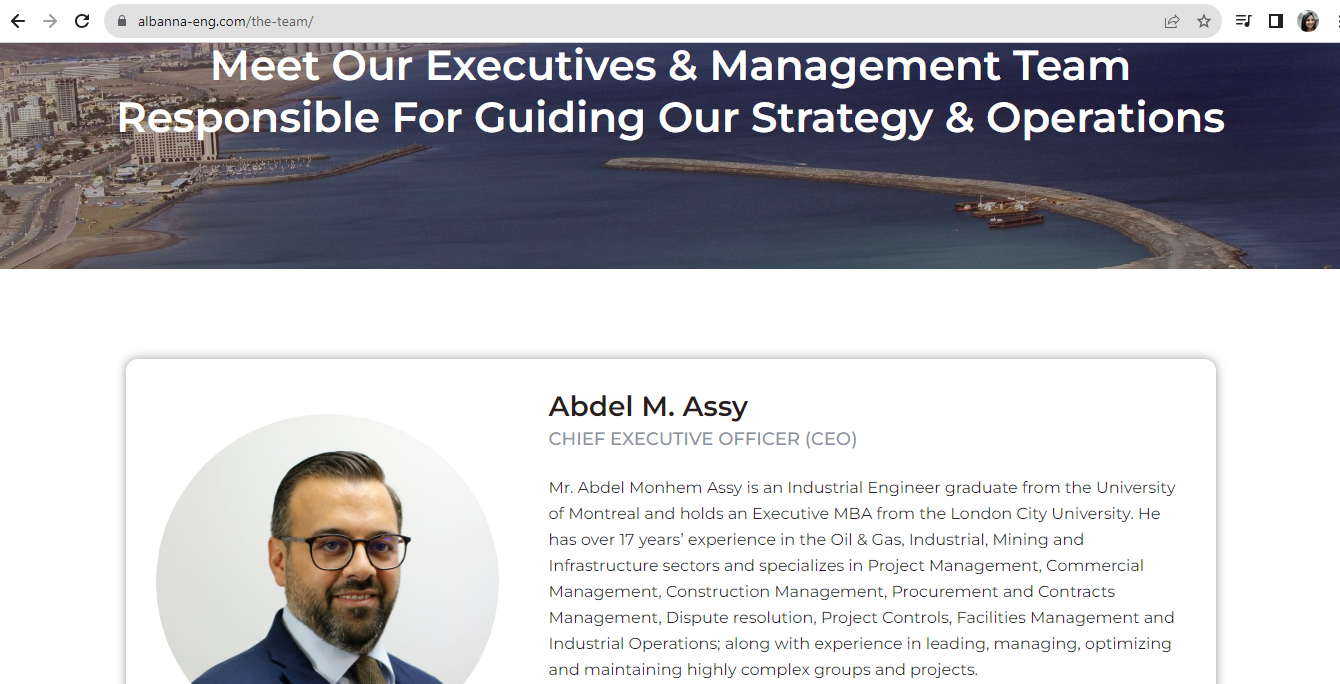 albanna-eng.com/the-team/
Meet Our Executives & Management Team
Responsible For Guiding Our Strategy & Operations
Abdel M. Assy
CHIEF EXECUTIVE OFFICER (CEO)
Mr. Abdel Monhem Assy is an Industrial Engineer graduate from the University
of Montreal and holds an Executive MBA from the London City University. He
has over 17 years’ experience in the Oil & Gas, Industrial, Mining and
Infrastructure sectors and specializes in Project Management, Commercial
Management, Construction Management, Procurement and Contracts
Management, Dispute resolution, Project Controls, Facilities Management and
Industrial Operations; along with experience in leading, managing, optimizing
and maintaining highly complex groups and projects.